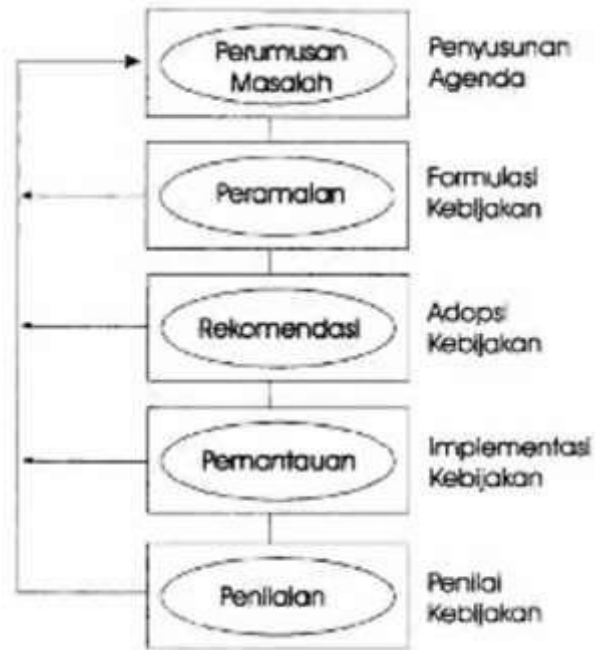 Perumusan
Masalah
Penyusunan
Agenda
Peramalan
Formulasi
Kebijakan
Rekomendasi
Adopsi
Kebijakan
Pemantauan
Implementasi
Kebijakan
Penilaian
Penilai
Kebijakan